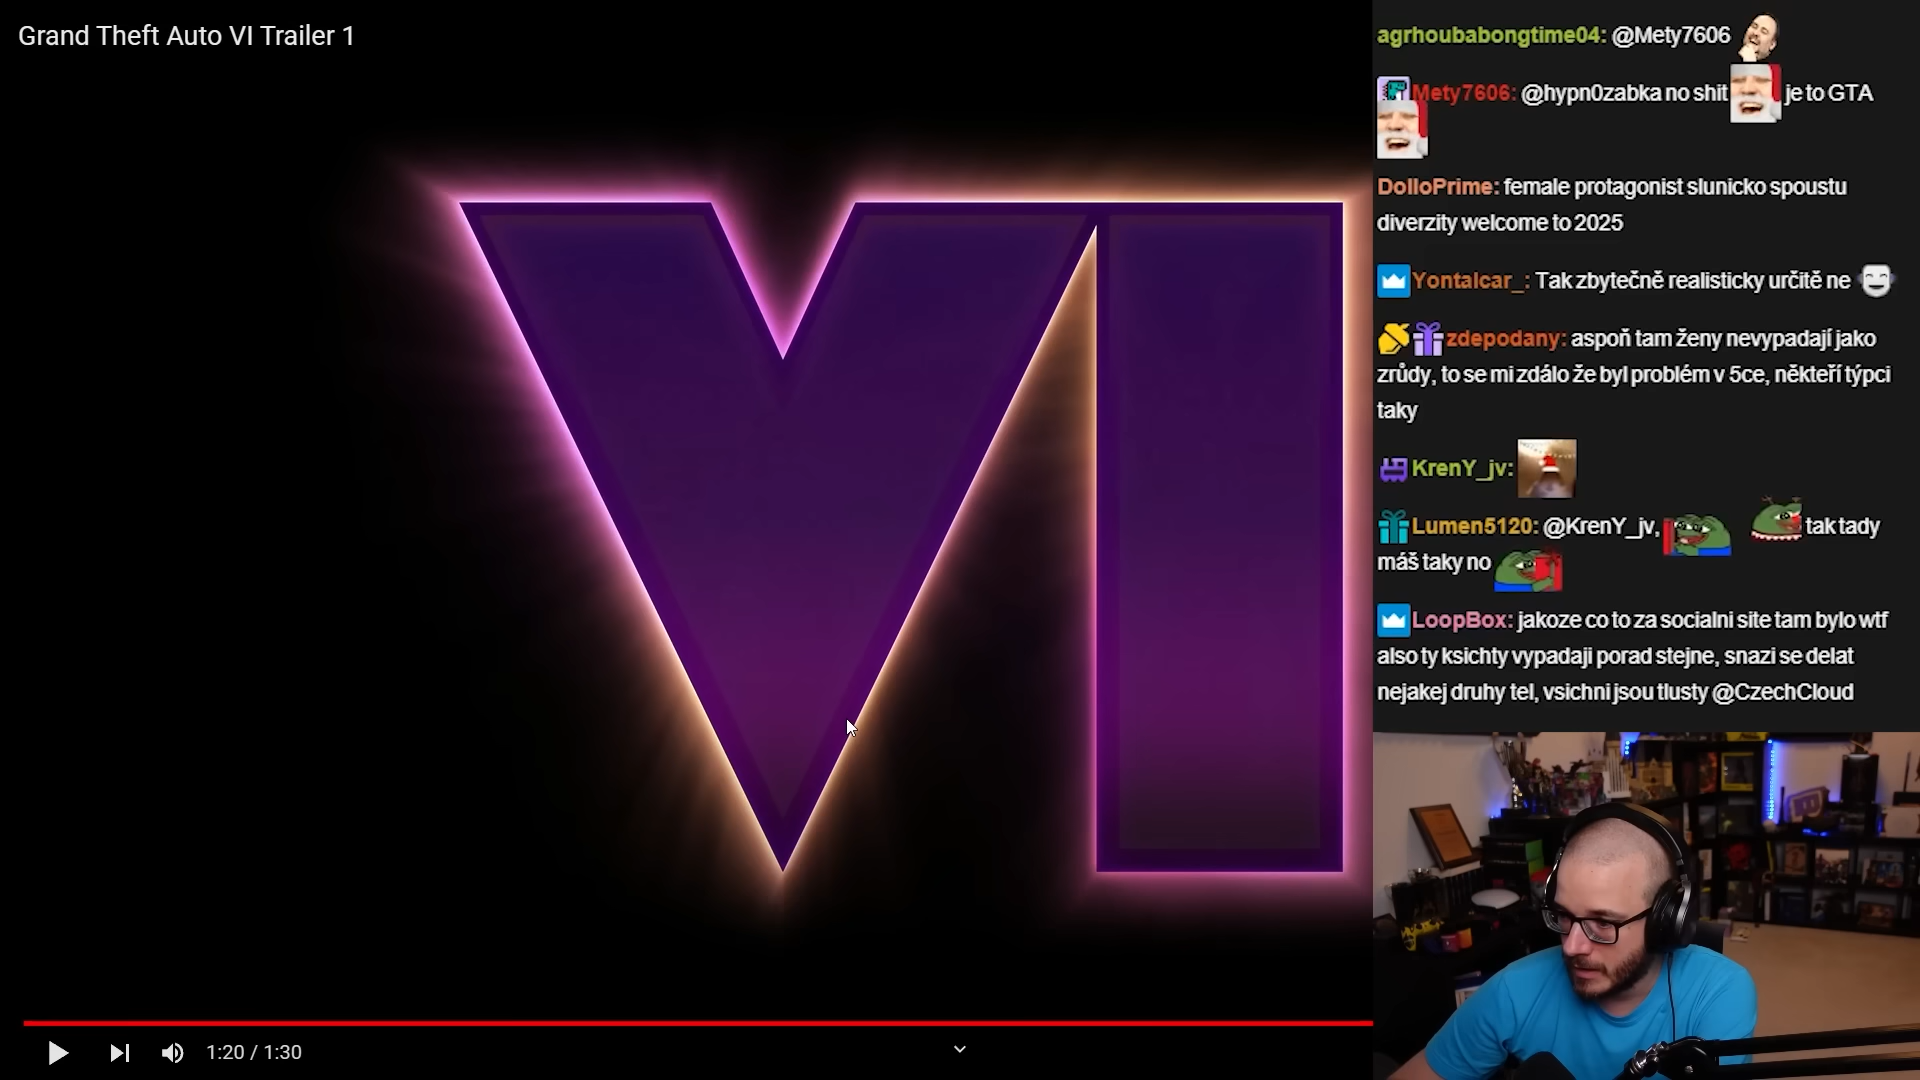 Grand Theft Auto VI Trailer 1
VI
1:20 / 1:30
agrhoubabongtime04: @Mety7606
Mety7606: @hypn0zabka no shit je to GTA
DolloPrime: female protagonist slunicko spoustu
diverzity welcome to 2025
Yontalcar_: Tak zbytečně realisticky určitě ne
zdepodany: aspoň tam ženy nevypadají jako
zrůdy, to se mi zdálo že byl problém v 5ce, někteří týpci
taky
KrenY_jv:
Lumen5120: @KrenY_jv, tak tady
máš taky no
LoopBox: jakoze co to za socialni site tam bylo wtf
also ty ksichty vypadaji porad stejne, snazi se delat
nejakej druhy tel, vsichni jsou tlusty @CzechCloud